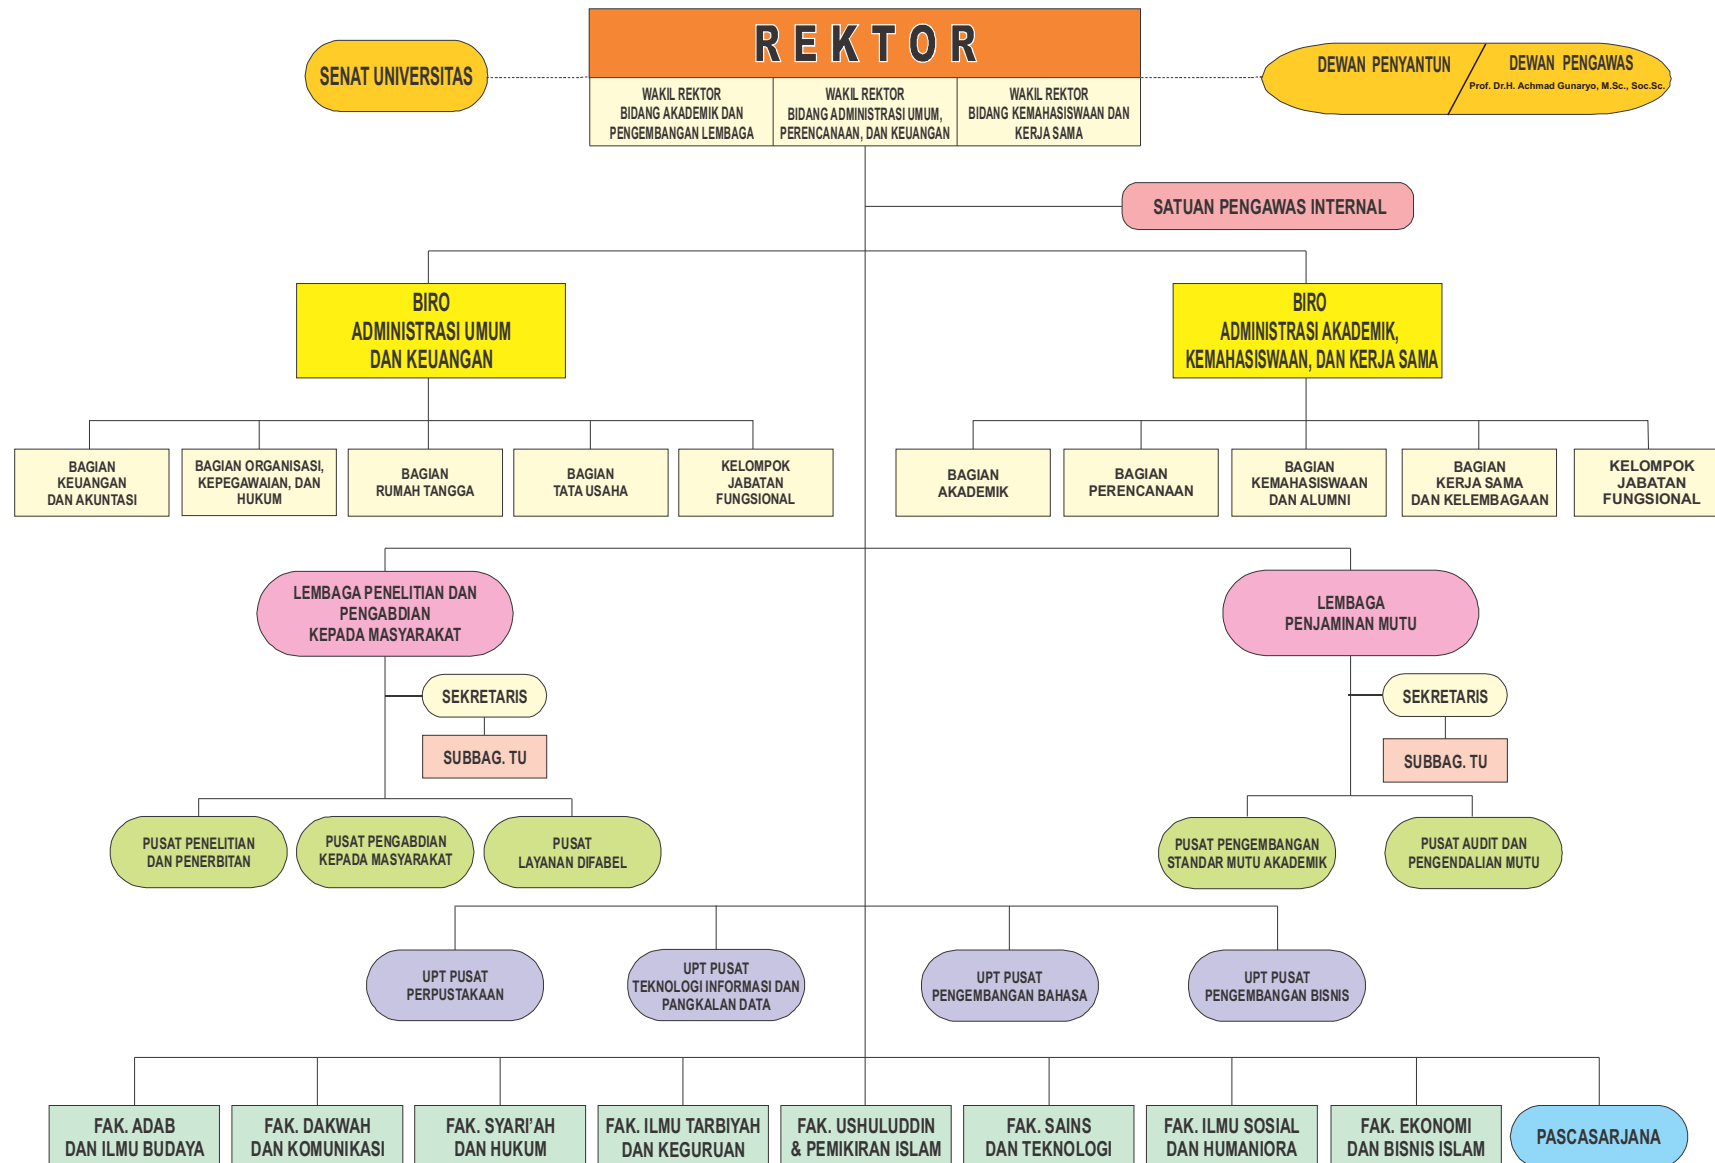 REKTOR
SENAT UNIVERSITAS
DEWAN PENYANTUN
DEWAN PENGAWAS
Prof. Dr.H. Achmad Gunaryo, M.Sc., Soc.Sc.
WAKIL REKTOR
BIDANG AKADEMIK DAN
PENGEMBANGAN LEMBAGA
WAKIL REKTOR
BIDANG ADMINISTRASI UMUM,
PERENCANAAN, DAN KEUANGAN
WAKIL REKTOR
BIDANG KEMAHASISWAAN DAN
KERJA SAMA
SATUAN PENGAWAS INTERNAL
BIRO
ADMINISTRASI UMUM
DAN KEUANGAN
BIRO
ADMINISTRASI AKADEMIK,
KEMAHASISWAAN, DAN KERJA SAMA
BAGIAN
KEUANGAN
DAN AKUNTASI
BAGIAN ORGANISASI,
KEPEGAWAIAN, DAN
HUKUM
BAGIAN
RUMAH TANGGA
BAGIAN
TATA USAHA
KELOMPOK
JABATAN
FUNGSIONAL
BAGIAN
AKADEMIK
BAGIAN
PERENCANAAN
BAGIAN
KEMAHASISWAAN
DAN ALUMNI
BAGIAN
KERJA SAMA
DAN KELEMBAGAAN
KELOMPOK
JABATAN
FUNGSIONAL
LEMBAGA PENELITIAN DAN
PENGABDIAN
KEPADA MASYARAKAT
LEMBAGA
PENJAMINAN MUTU
SEKRETARIS
SUBBAG. TU
SEKRETARIS
SUBBAG. TU
PUSAT PENELITIAN
DAN PENERBITAN
PUSAT PENGABDIAN
KEPADA MASYARAKAT
PUSAT
LAYANAN DIFABEL
PUSAT PENGEMBANGAN
STANDAR MUTU AKADEMIK
PUSAT AUDIT DAN
PENGENDALIAN MUTU
UPT PUSAT
PERPUSTAKAAN
UPT PUSAT
TEKNOLOGI INFORMASI DAN
PANGKALAN DATA
UPT PUSAT
PENGEMBANGAN BAHASA
UPT PUSAT
PENGEMBANGAN BISNIS
FAK. ADAB
DAN ILMU BUDAYA
FAK. DAKWAH
DAN KOMUNIKASI
FAK. SYARI'AH
DAN HUKUM
FAK. ILMU TARBIYAH
DAN KEGURUAN
FAK. USHULUDDIN
& PEMIKIRAN ISLAM
FAK. SAINS
DAN TEKNOLOGI
FAK. ILMU SOSIAL
DAN HUMANIORA
FAK. EKONOMI
DAN BISNIS ISLAM
PASCASARJANA